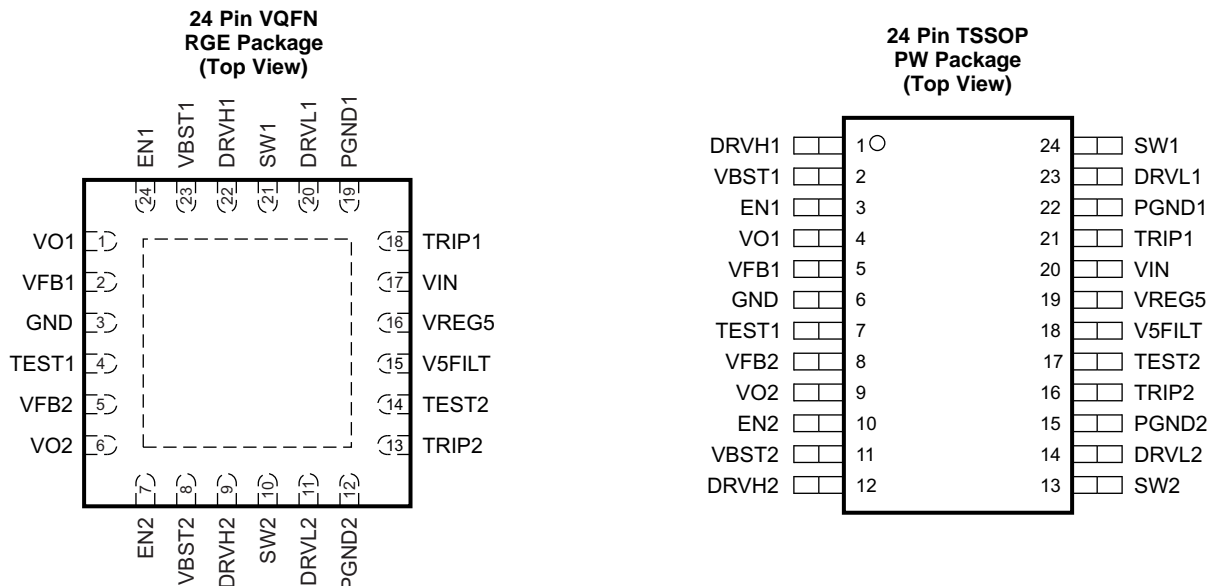 24 Pin VQFN
RGE Package
(Top View)
EN1
VBST1
DRVH1
SW1
DRVL1
PGND1
24
23
22
21
20
19
VO1 1
VFB1 2
GND 3
TEST1 4
VFB2 5
VO2 6
18 TRIP1
17 VIN
16 VREG5
15 V5FILT
14 TEST2
13 TRIP2
7
8
9
10
11
12
EN2
VBST2
DRVH2
SW2
DRVL2
PGND2
24 Pin TSSOP
PW Package
(Top View)
DRVH1 1 24 SW1
VBST1 2 23 DRVL1
EN1 3 22 PGND1
VO1 4 21 TRIP1
VFB1 5 20 VIN
GND 6 19 VREG5
TEST1 7 18 V5FILT
VFB2 8 17 TEST2
VO2 9 16 TRIP2
EN2 10 15 PGND2
VBST2 11 14 DRVL2
DRVH2 12 13 SW2